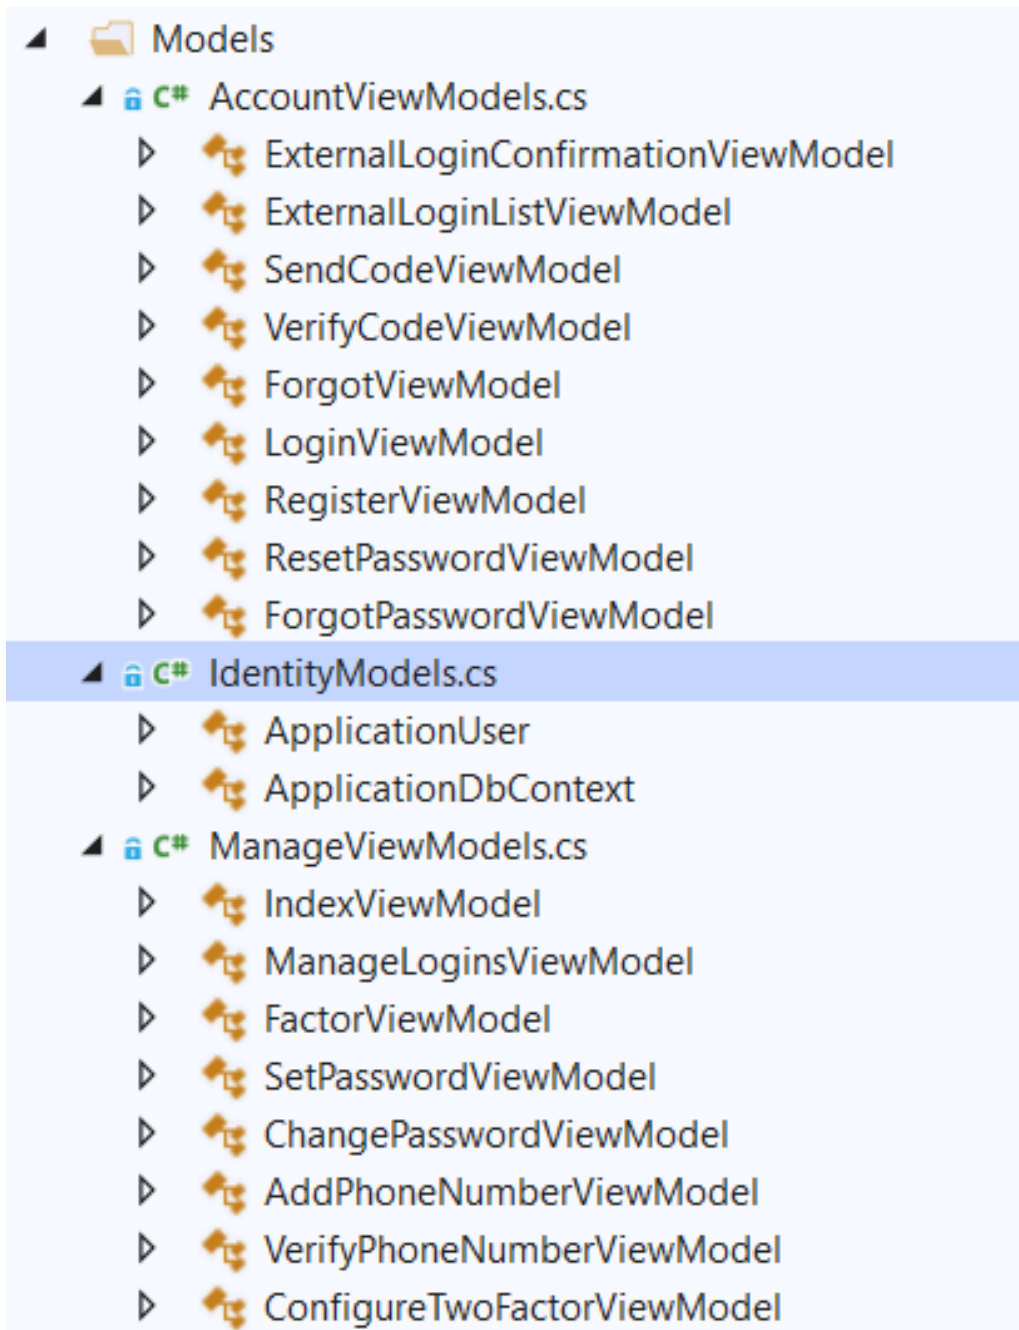 Models
C# AccountViewModels.cs
ExternalLoginConfirmationViewModel
ExternalLoginListViewModel
SendCodeViewModel
VerifyCodeViewModel
ForgotViewModel
LoginViewModel
RegisterViewModel
ResetPasswordViewModel
ForgotPasswordViewModel
C# IdentityModels.cs
ApplicationUser
ApplicationDbContext
C# ManageViewModels.cs
IndexViewModel
ManageLoginsViewModel
FactorViewModel
SetPasswordViewModel
ChangePasswordViewModel
AddPhoneNumberViewModel
VerifyPhoneNumberViewModel
ConfigureTwoFactorViewModel